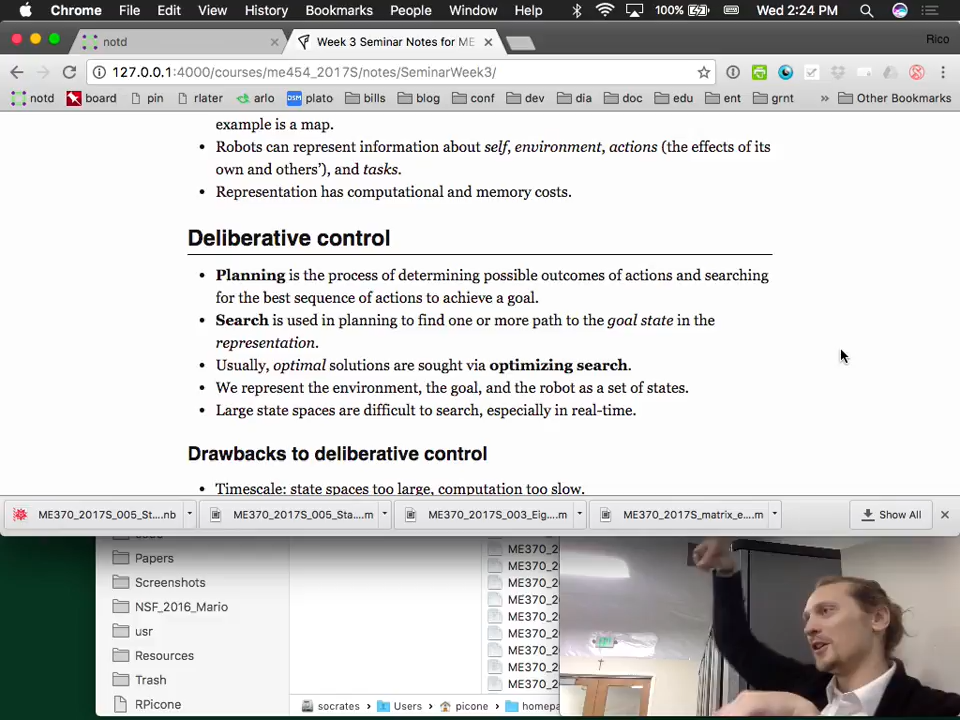 Chrome File Edit View History Bookmarks People Window Help 100% Wed 2:24 PM
notd Week 3 Seminar Notes for ME Rico
127.0.0.1:4000/courses/me454_2017S/notes/SeminarWeek3/
notd board pin rlater arlo plato bills blog conf dev dia doc edu ent grnt » Other Bookmarks
example is a map.
• Robots can represent information about self, environment, actions (the effects of its
own and others'), and tasks.
• Representation has computational and memory costs.
Deliberative control
• Planning is the process of determining possible outcomes of actions and searching
for the best sequence of actions to achieve a goal.
• Search is used in planning to find one or more path to the goal state in the
representation.
• Usually, optimal solutions are sought via optimizing search.
• We represent the environment, the goal, and the robot as a set of states.
• Large state spaces are difficult to search, especially in real-time.
Drawbacks to deliberative control
• Timescale: state spaces too large, computation too slow.
ME370_2017S_005_St....nb ME370_2017S_005_Sta....m ME370_2017S_003_Eig....m ME370_2017S_matrix_e....m Show All
ME370_2
Papers ME370_2
Screenshots ME370_2
NSF_2016_Mario ME370_2
ME370_2
usr ME370_2
Resources ME370_2
Trash ME370_2
RPicone ME370_2
socrates Users picone homepa